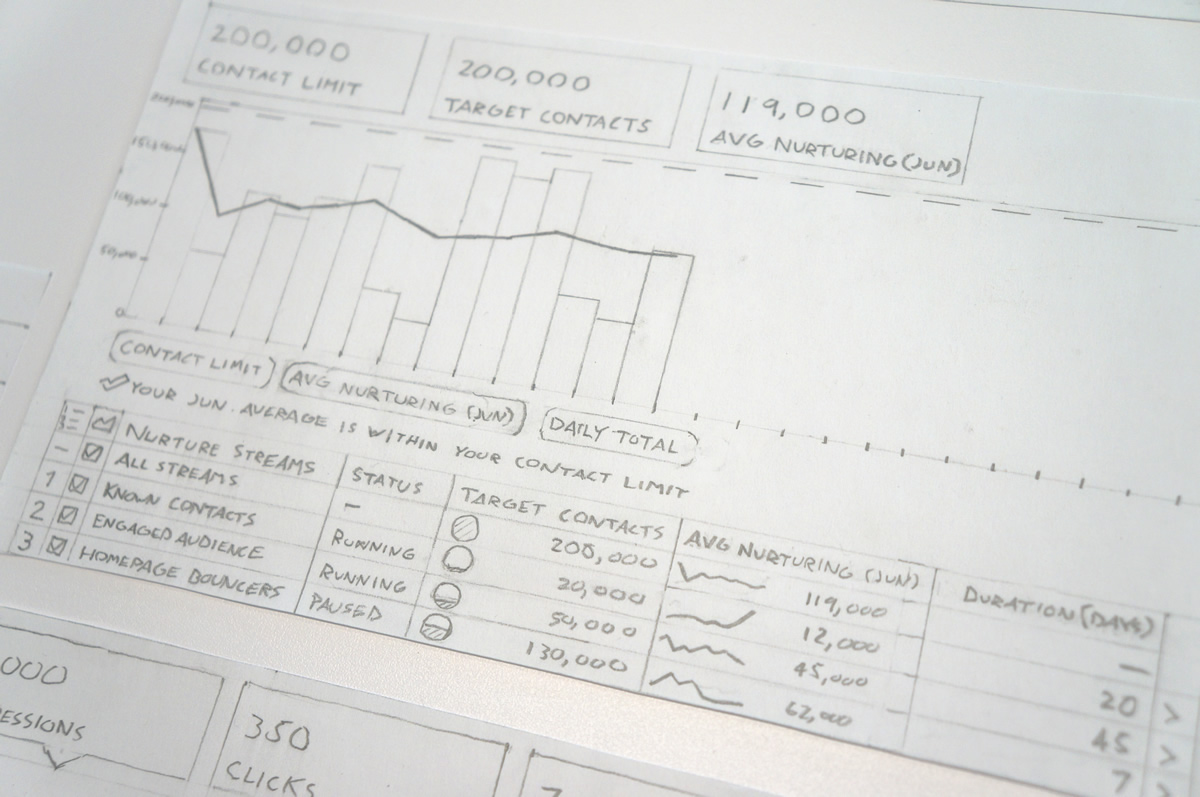 200,000
CONTACT LIMIT
200,000
TARGET CONTACTS
119,000
AVG NURTURING (JUN)
200,000
150,000
100,000
50,000
0
CONTACT LIMIT
AVG NURTURING (JUN)
DAILY TOTAL
YOUR JUN. AVERAGE IS WITHIN YOUR CONTACT LIMIT
NURTURE STREAMS STATUS TARGET CONTACTS AVG NURTURING (JUN) DURATION (DAYS)
– ALL STREAMS – 200,000 119,000 –
1 KNOWN CONTACTS RUNNING 20,000 12,000 20 >
2 ENGAGED AUDIENCE RUNNING 50,000 45,000 45 >
3 HOMEPAGE BOUNCERS PAUSED 130,000 62,000 7 >
000
ESSIONS
350
CLICKS